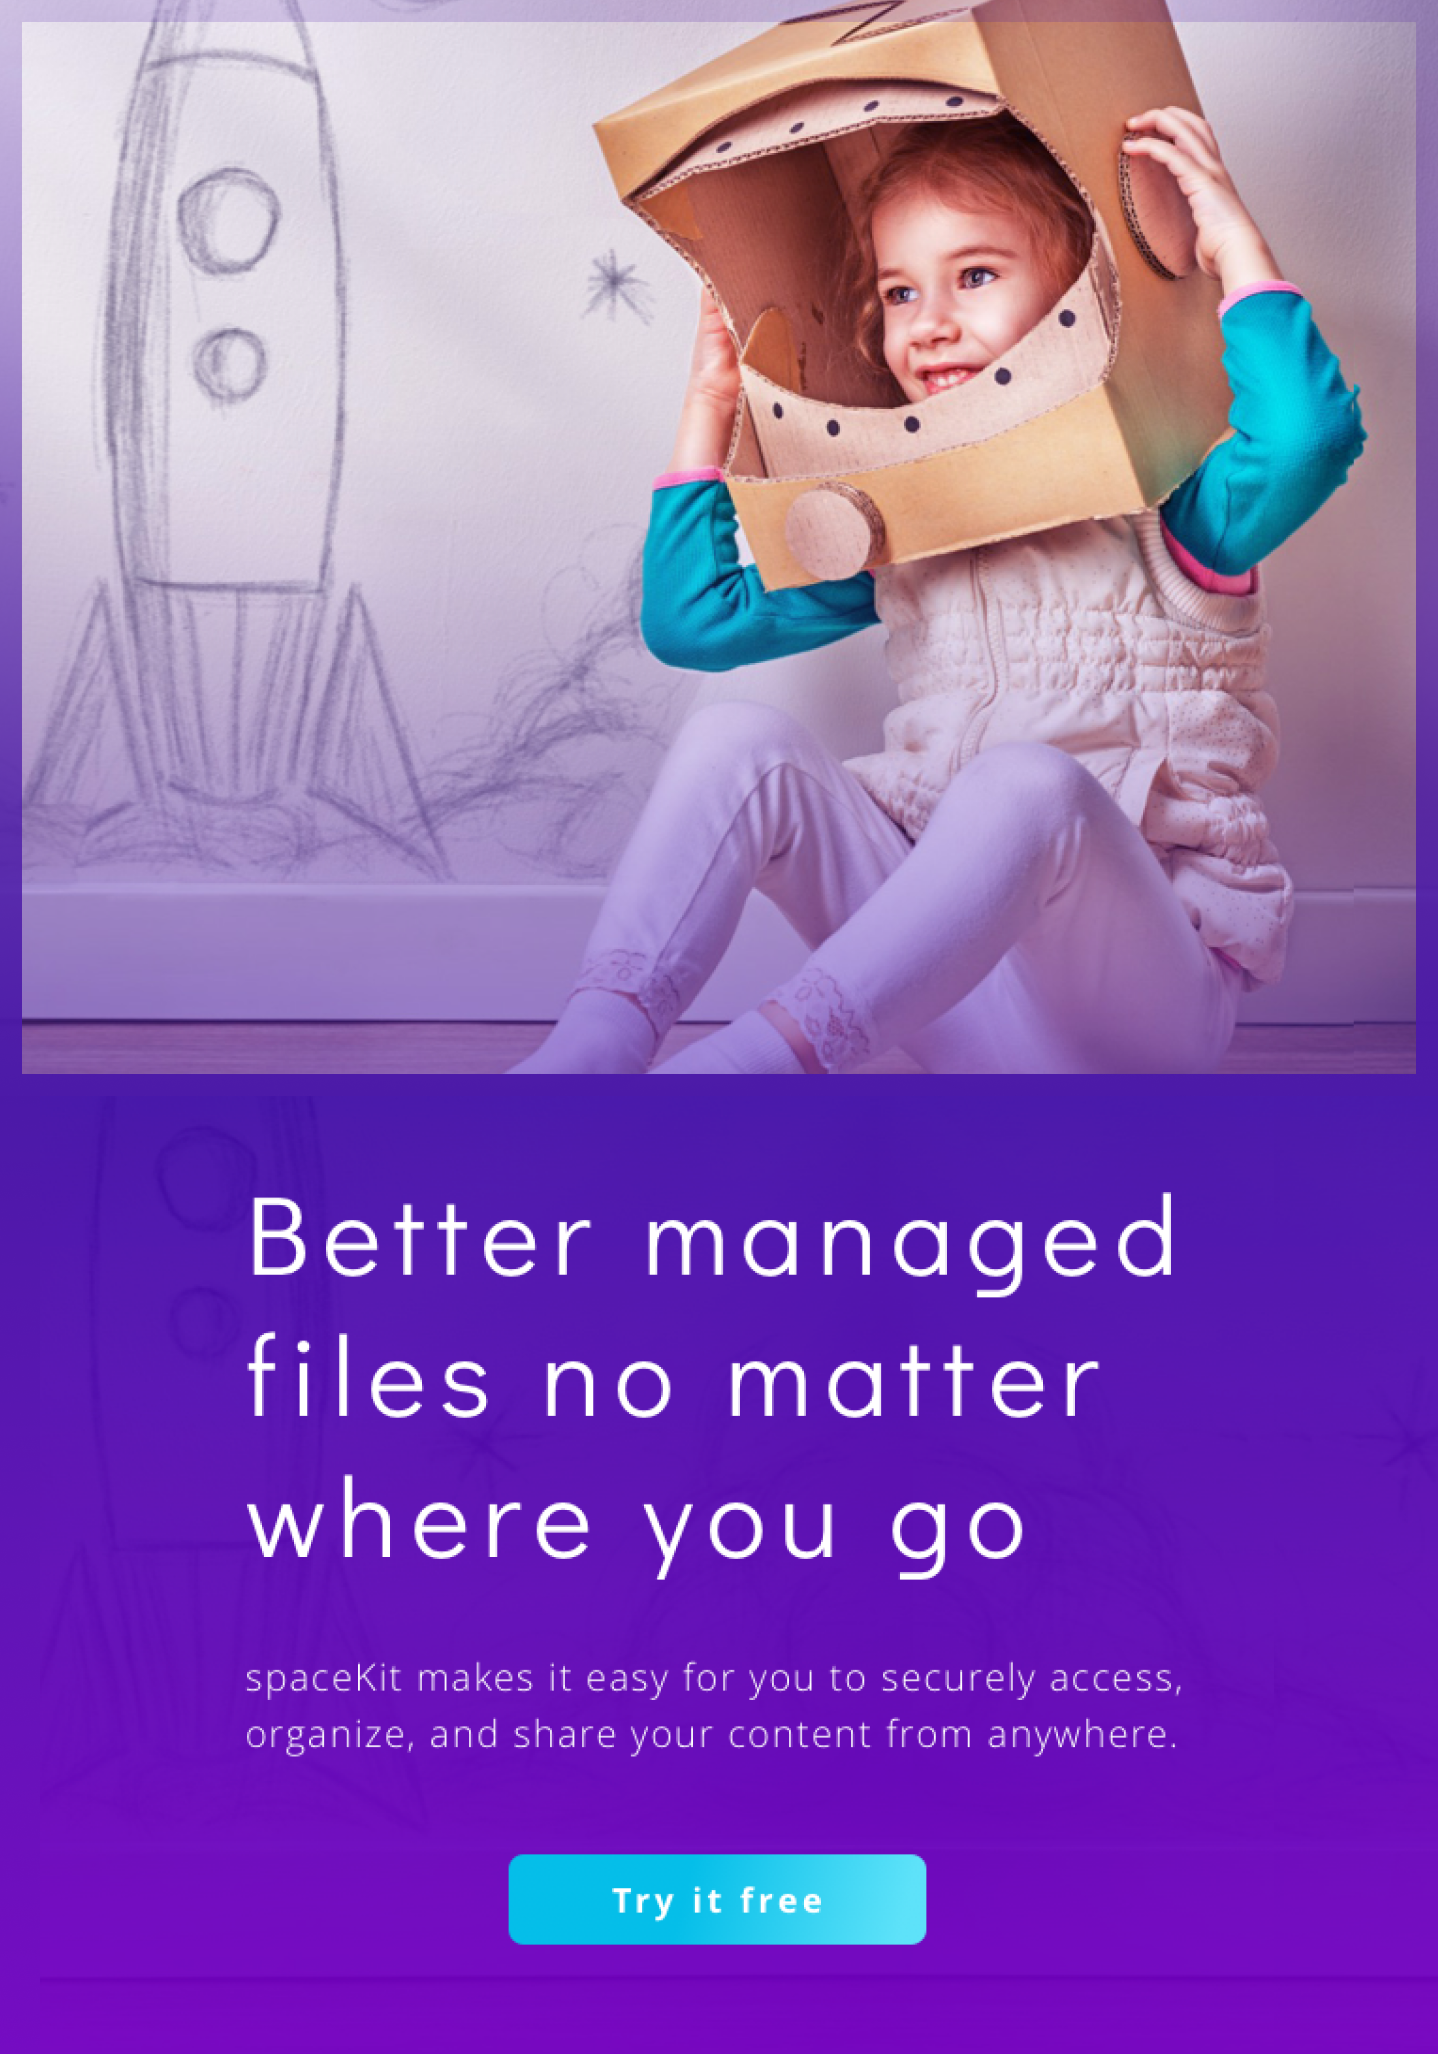 Better managed
files no matter
where you go
spaceKit makes it easy for you to securely access,
organize, and share your content from anywhere.
Try it free